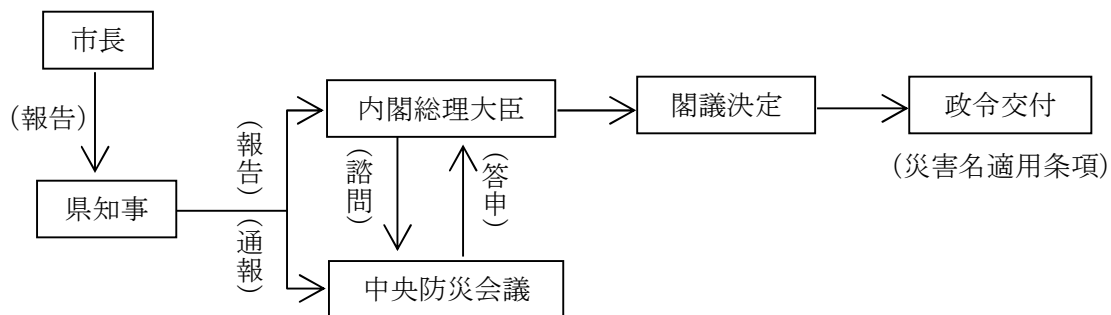 市長
(報告)
県知事
(報告)
(通報)
内閣総理大臣
(諮問)
(答申)
中央防災会議
閣議決定
政令交付
(災害名適用条項)